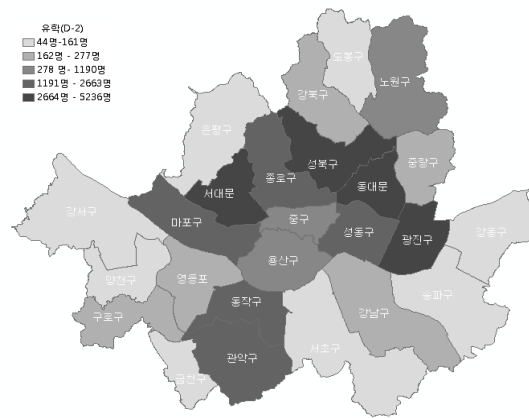 유학(D-2)
44명-161명
162명 - 277명
278 명 - 1190명
1191명 - 2663명
2664명 - 5236명
도봉구
노원구
강북구
은평구
성북구
중랑구
종로구
동대문
서대문
강서구
마포구
중구
성동구
광진구
강동구
용산구
양천구
영등포
송파구
동작구
구로구
강남구
서초구
관악구
금천구